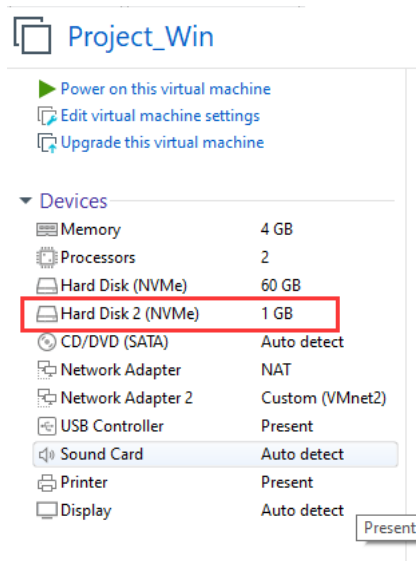 Project_Win
Power on this virtual machine
Edit virtual machine settings
Upgrade this virtual machine
Devices
Memory 4 GB
Processors 2
Hard Disk (NVMe) 60 GB
Hard Disk 2 (NVMe) 1 GB
CD/DVD (SATA) Auto detect
Network Adapter NAT
Network Adapter 2 Custom (VMnet2)
USB Controller Present
Sound Card Auto detect
Printer Present
Display Auto detect
Present